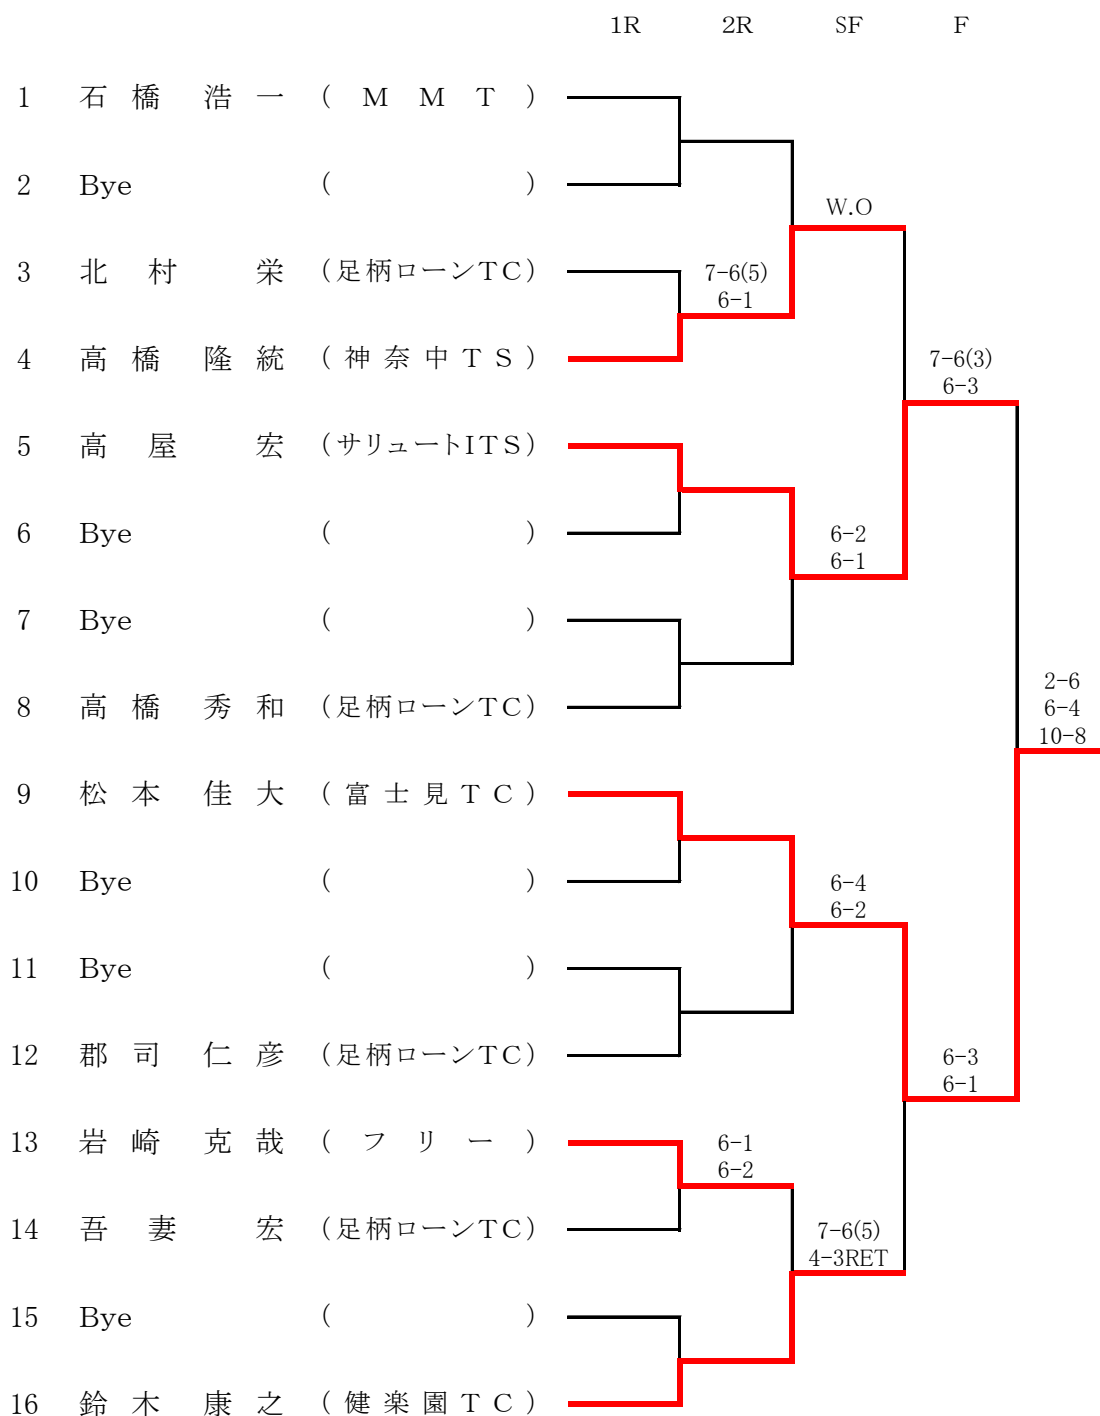 1R 2R SF F
1 石橋 浩一 ( MMT )
2 Bye ( )
W.O
3 北村 栄 (足柄ローンTC)
7-6(5)
6-1
4 高橋 隆統 (神奈中TS)
7-6(3)
6-3
5 高屋 宏 (サリュートITS)
6 Bye ( )
6-2
6-1
7 Bye ( )
8 高橋 秀和 (足柄ローンTC)
2-6
6-4
10-8
9 松本 佳大 (富士見TC)
10 Bye ( )
6-4
6-2
11 Bye ( )
12 郡司 仁彦 (足柄ローンTC)
6-3
6-1
13 岩崎 克哉 (フリー)
6-1
6-2
14 吾妻 宏 (足柄ローンTC)
7-6(5)
4-3RET
15 Bye ( )
16 鈴木 康之 (健楽園TC)